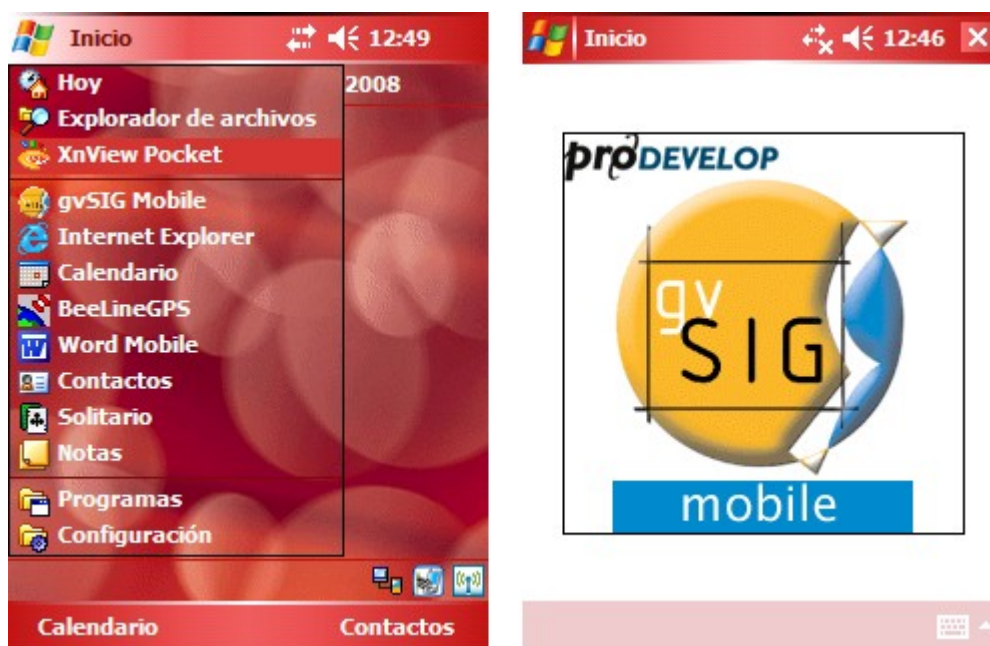 Inicio 12:49
2008
Hoy
Explorador de archivos
XnView Pocket
gvSIG Mobile
Internet Explorer
Calendario
BeeLineGPS
Word Mobile
Contactos
Solitario
Notas
Programas
Configuración
Calendario Contactos
Inicio 12:46
proDEVELOP
gv
SIG
mobile